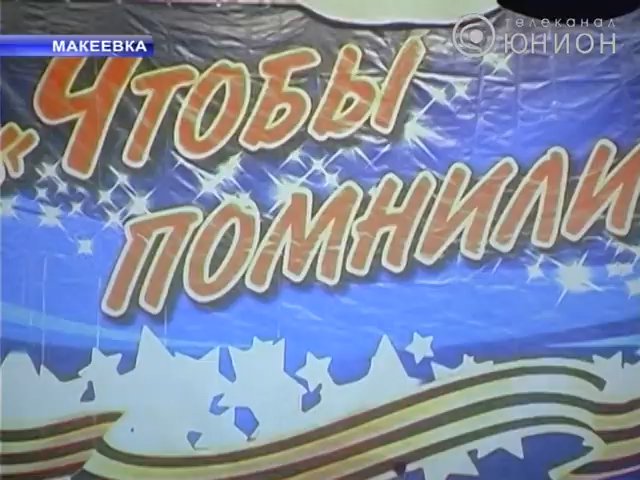 МАКЕЕВКА
ТЕЛЕКАНАЛ
ЮНИОН
«Чтобы
помнили